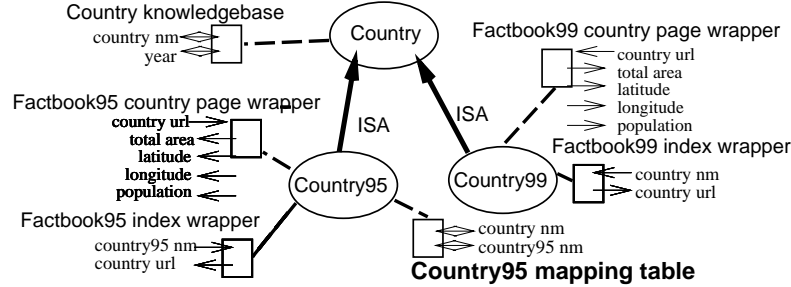 Country knowledgebase
country nm
year
Country
Factbook99 country page wrapper
country url
total area
latitude
longitude
population
Factbook95 country page wrapper
country url
total area
latitude
longitude
population
ISA
ISA
Factbook99 index wrapper
country nm
country url
Country95
Country99
Factbook95 index wrapper
country95 nm
country url
country nm
country95 nm
Country95 mapping table